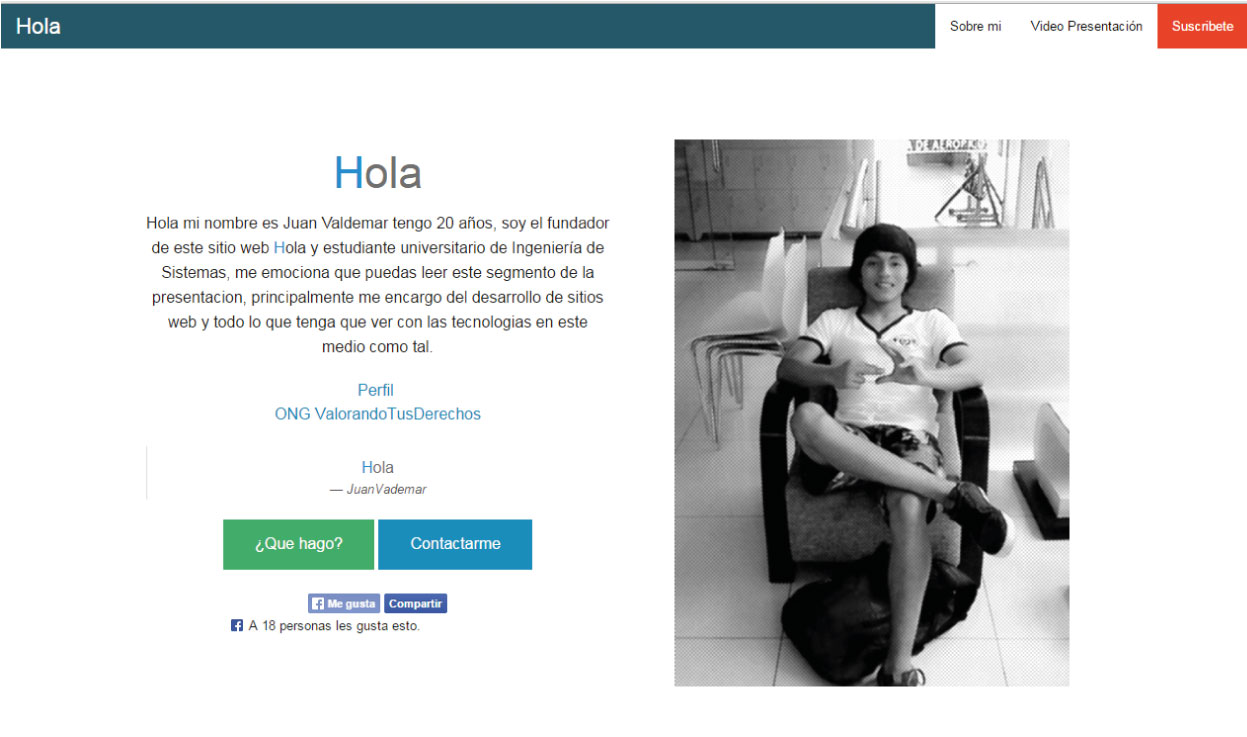 Hola
Sobre mi
Video Presentación
Suscribete
Hola
Hola mi nombre es Juan Valdemar tengo 20 años, soy el fundador
de este sitio web Hola y estudiante universitario de Ingeniería de
Sistemas, me emociona que puedas leer este segmento de la
presentacion, principalmente me encargo del desarrollo de sitios
web y todo lo que tenga que ver con las tecnologias en este
medio como tal.
Perfil
ONG ValorandoTusDerechos
Hola
— JuanVademar
¿Que hago?
Contactarme
Me gusta
Compartir
A 18 personas les gusta esto.